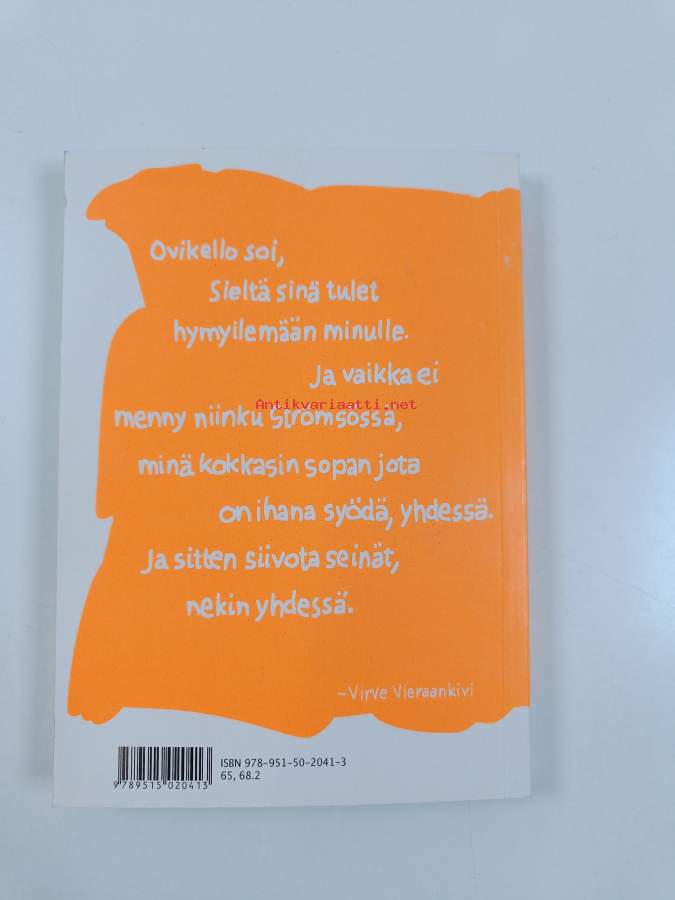 Ovikello soi,
Sieltä sinä tulet
hymyilemään minulle.
Ja vaikka ei
Antikvariaatti.net
menny niinku Strömsössä,
minä kokkasin sopan jota
on ihana syödä, yhdessä.
Ja sitten siivota seinät,
nekin yhdessä.
– Virve Vieraankivi
ISBN 978-951-50-2041-3
65, 68.2
9 789515 020413